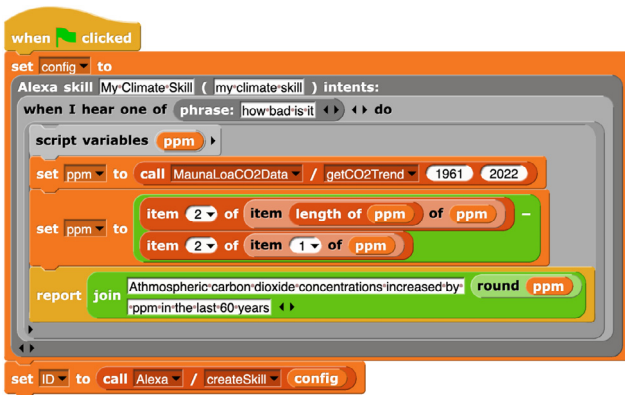 when clicked
set config to
Alexa skill My Climate Skill ( my climate skill ) intents:
when I hear one of phrase: how bad is it do
script variables ppm
set ppm to call MaunaLoaCO2Data / getCO2Trend 1961 2022
item 2 of item length of ppm of ppm −
set ppm to
item 2 of item 1 of ppm
Athmospheric carbon dioxide concentrations increased by round ppm
report join
ppm in the last 60 years
set ID to call Alexa / createSkill config